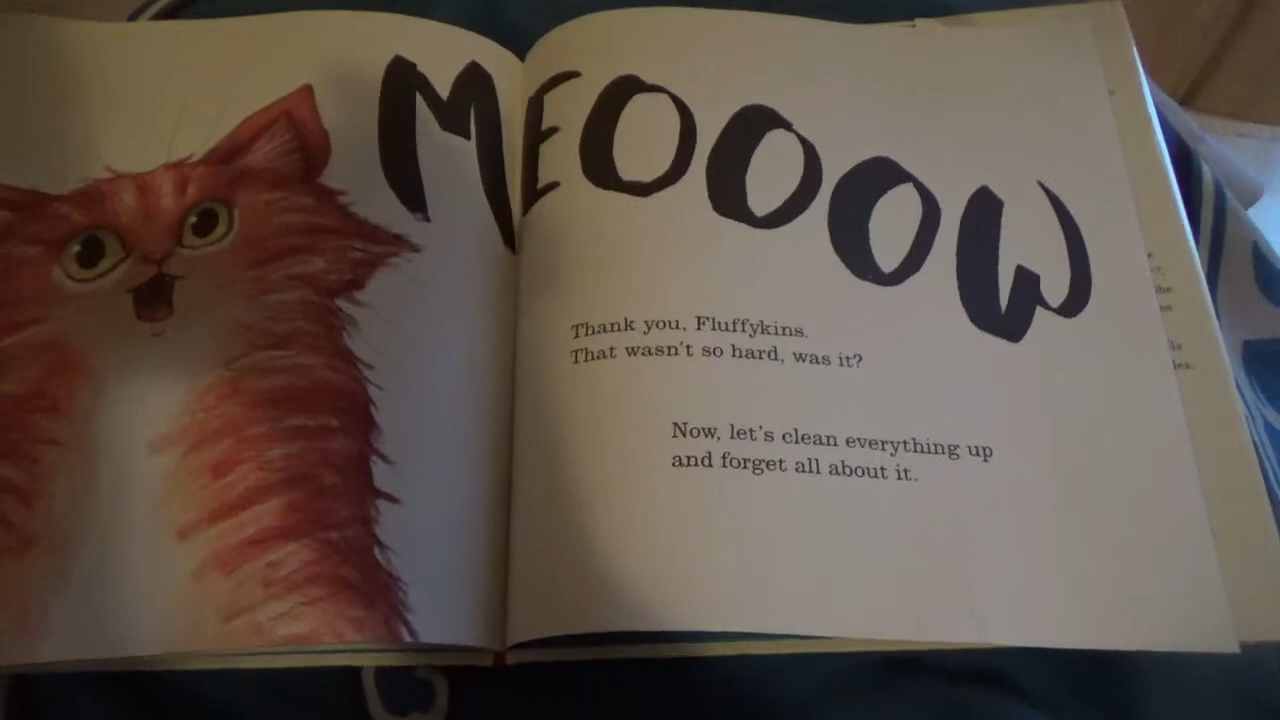 MEOOOW
Thank you, Fluffykins.
That wasn't so hard, was it?
Now, let's clean everything up
and forget all about it.